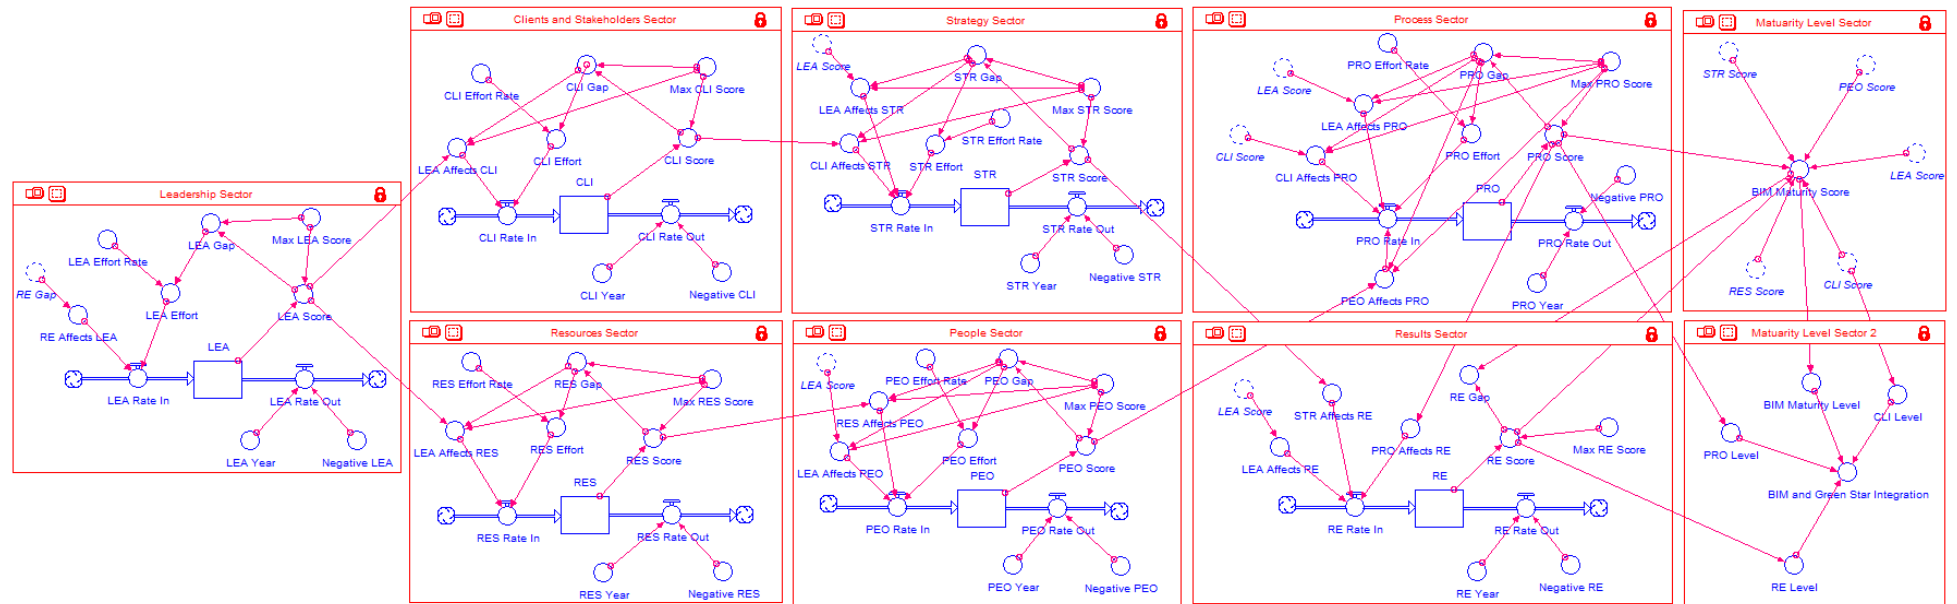 Leadership Sector
LEA Gap
Max LEA Score
LEA Effort Rate
RE Gap
LEA Effort
LEA Score
RE Affects LEA
LEA
LEA Rate In
LEA Rate Out
LEA Year
Negative LEA
Clients and Stakeholders Sector
CLI Gap
Max CLI Score
CLI Effort Rate
CLI Effort
CLI Score
LEA Affects CLI
CLI
CLI Rate In
CLI Rate Out
CLI Year
Negative CLI
Strategy Sector
LEA Score
STR Gap
LEA Affects STR
Max STR Score
STR Effort Rate
CLI Affects STR
STR Effort
STR Score
STR
STR Rate In
STR Rate Out
STR Year
Negative STR
Process Sector
PRO Effort Rate
PRO Gap
Max PRO Score
LEA Score
LEA Affects PRO
CLI Score
PRO Effort
PRO Score
CLI Affects PRO
PRO
Negative PRO
PRO Rate In
PRO Rate Out
PEO Affects PRO
PRO Year
Matuarity Level Sector
STR Score
PEO Score
LEA Score
BIM Maturity Score
RES Score
CLI Score
Resources Sector
RES Effort Rate
RES Gap
Max RES Score
LEA Affects RES
RES Effort
RES Score
RES
RES Rate In
RES Rate Out
RES Year
Negative RES
People Sector
LEA Score
PEO Effort Rate
PEO Gap
Max PEO Score
RES Affects PEO
LEA Affects PEO
PEO Effort
PEO Score
PEO
PEO Rate In
PEO Rate Out
PEO Year
Negative PEO
Results Sector
LEA Score
STR Affects RE
RE Gap
PRO Affects RE
Max RE Score
LEA Affects RE
RE Score
RE
RE Rate In
RE Rate Out
RE Year
Negative RE
Matuarity Level Sector 2
BIM Maturity Level
CLI Level
PRO Level
BIM and Green Star Integration
RE Level